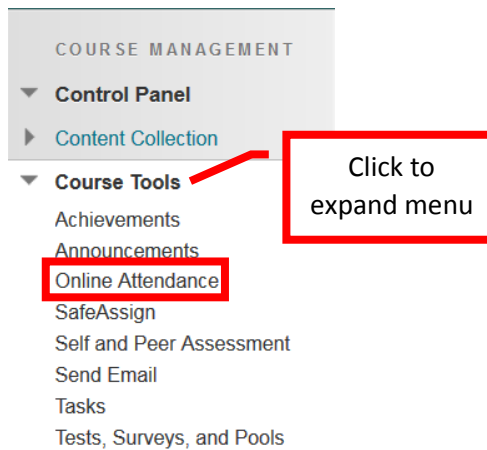 COURSE MANAGEMENT
Control Panel
Content Collection
Course Tools
Click to
expand menu
Achievements
Announcements
Online Attendance
SafeAssign
Self and Peer Assessment
Send Email
Tasks
Tests, Surveys, and Pools